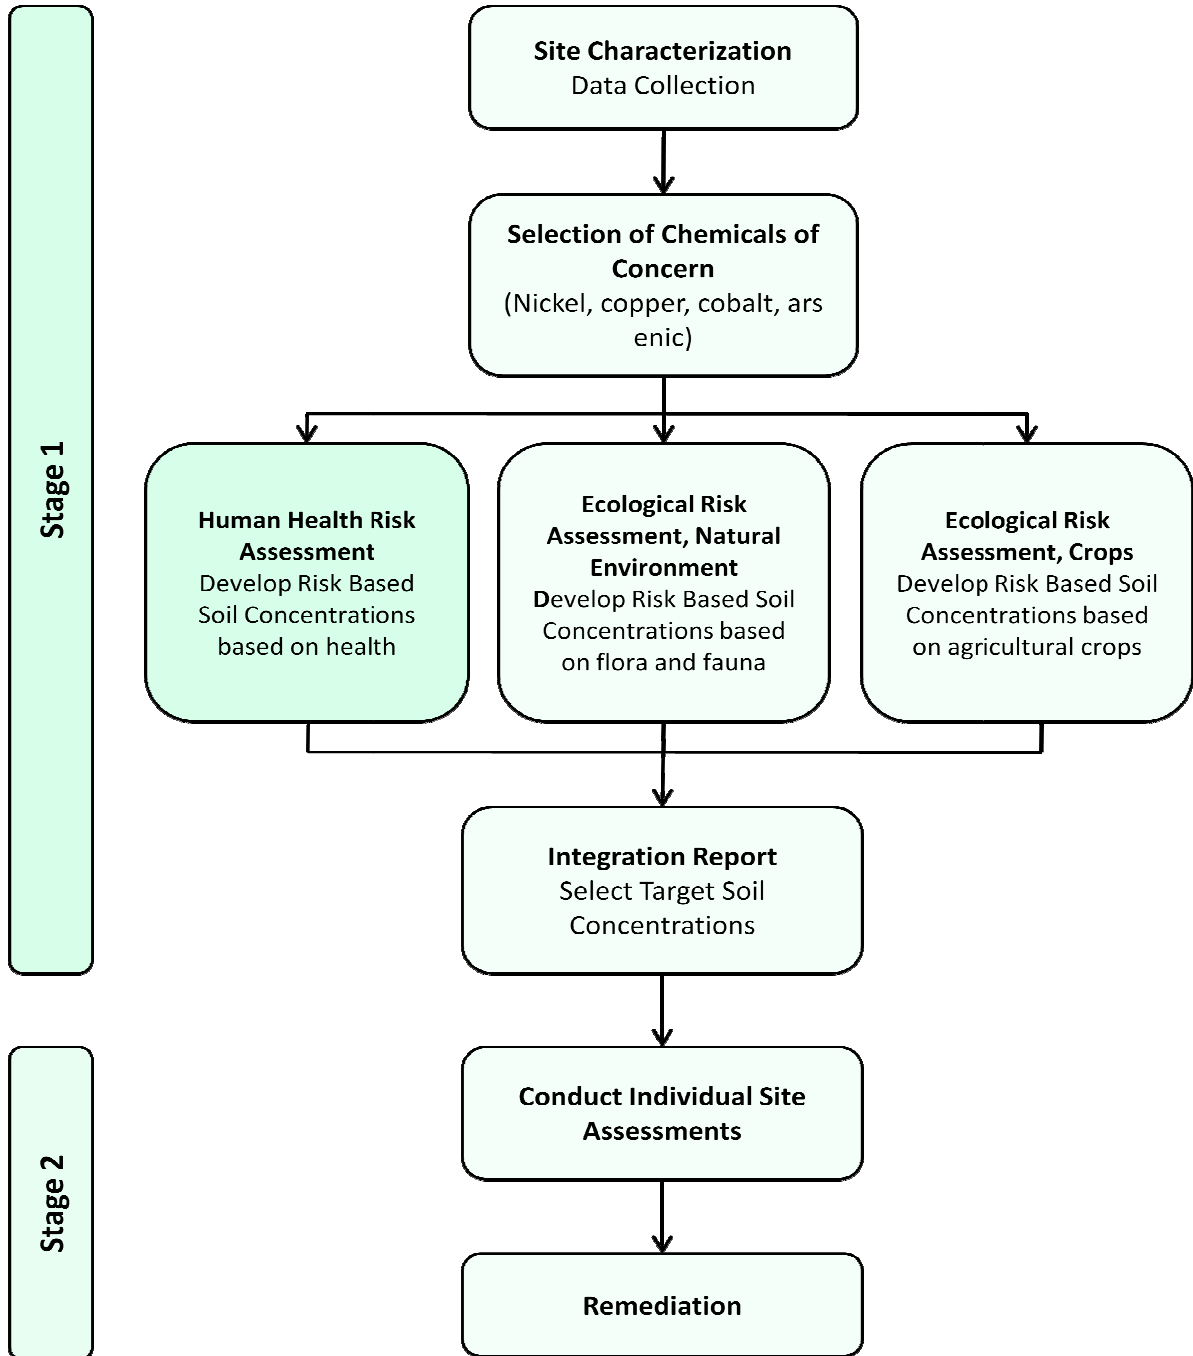 Stage 1
Site Characterization
Data Collection
Selection of Chemicals of
Concern
(Nickel, copper, cobalt, ars
enic)
Human Health Risk
Assessment
Develop Risk Based
Soil Concentrations
based on health
Ecological Risk
Assessment, Natural
Environment
Develop Risk Based Soil
Concentrations based
on flora and fauna
Ecological Risk
Assessment, Crops
Develop Risk Based Soil
Concentrations based
on agricultural crops
Integration Report
Select Target Soil
Concentrations
Stage 2
Conduct Individual Site
Assessments
Remediation